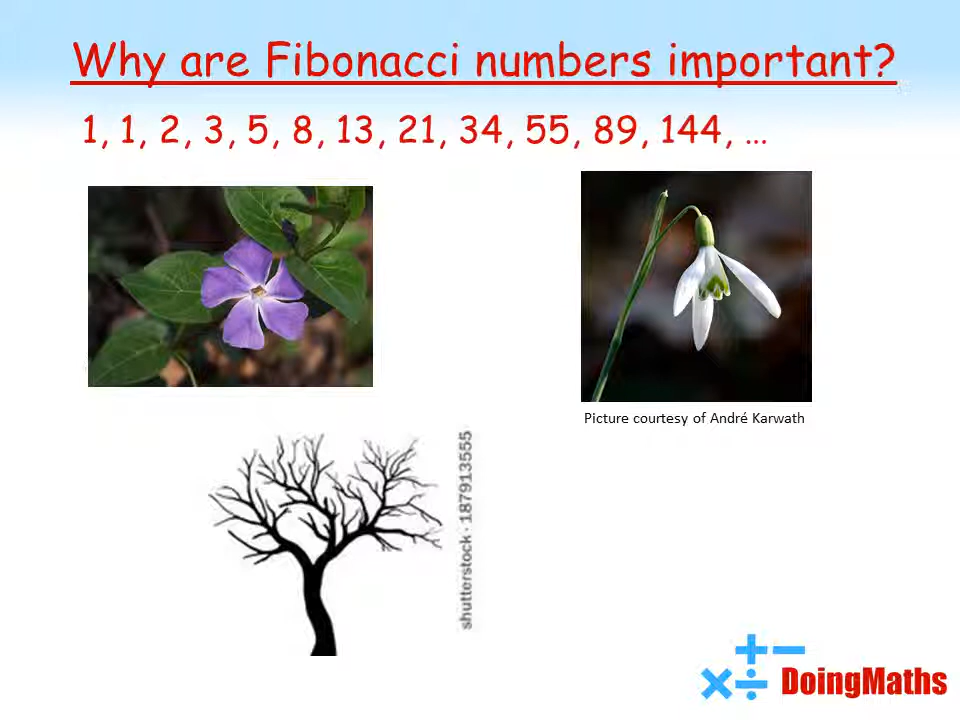 Why are Fibonacci numbers important?
1, 1, 2, 3, 5, 8, 13, 21, 34, 55, 89, 144, ...
Picture courtesy of André Karwath
shutterstock · 187913555
DoingMaths